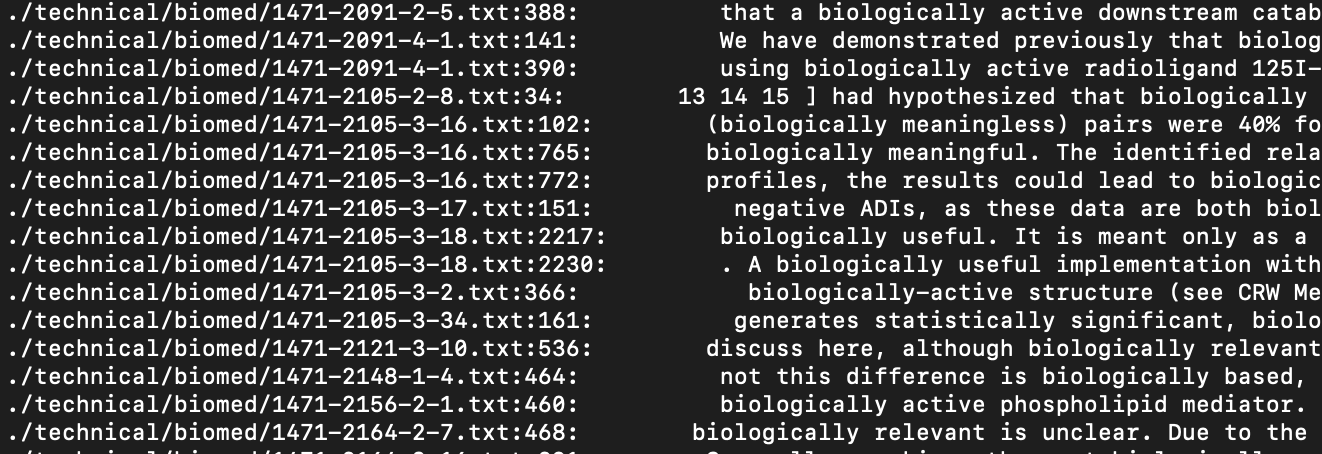 ./technical/biomed/1471-2091-2-5.txt:388:          that a biologically active downstream catab
./technical/biomed/1471-2091-4-1.txt:141:          We have demonstrated previously that biolog
./technical/biomed/1471-2091-4-1.txt:390:          using biologically active radioligand 125I-
./technical/biomed/1471-2105-2-8.txt:34:        13 14 15 ] had hypothesized that biologically
./technical/biomed/1471-2105-3-16.txt:102:        (biologically meaningless) pairs were 40% fo
./technical/biomed/1471-2105-3-16.txt:765:        biologically meaningful. The identified rela
./technical/biomed/1471-2105-3-16.txt:772:        profiles, the results could lead to biologic
./technical/biomed/1471-2105-3-17.txt:151:          negative ADIs, as these data are both biol
./technical/biomed/1471-2105-3-18.txt:2217:        biologically useful. It is meant only as a
./technical/biomed/1471-2105-3-18.txt:2230:        . A biologically useful implementation with
./technical/biomed/1471-2105-3-2.txt:366:            biologically-active structure (see CRW Me
./technical/biomed/1471-2105-3-34.txt:161:          generates statistically significant, biolo
./technical/biomed/1471-2121-3-10.txt:536:        discuss here, although biologically relevant
./technical/biomed/1471-2148-1-4.txt:464:          not this difference is biologically based,
./technical/biomed/1471-2156-2-1.txt:460:          biologically active phospholipid mediator.
./technical/biomed/1471-2164-2-7.txt:468:        biologically relevant is unclear. Due to the